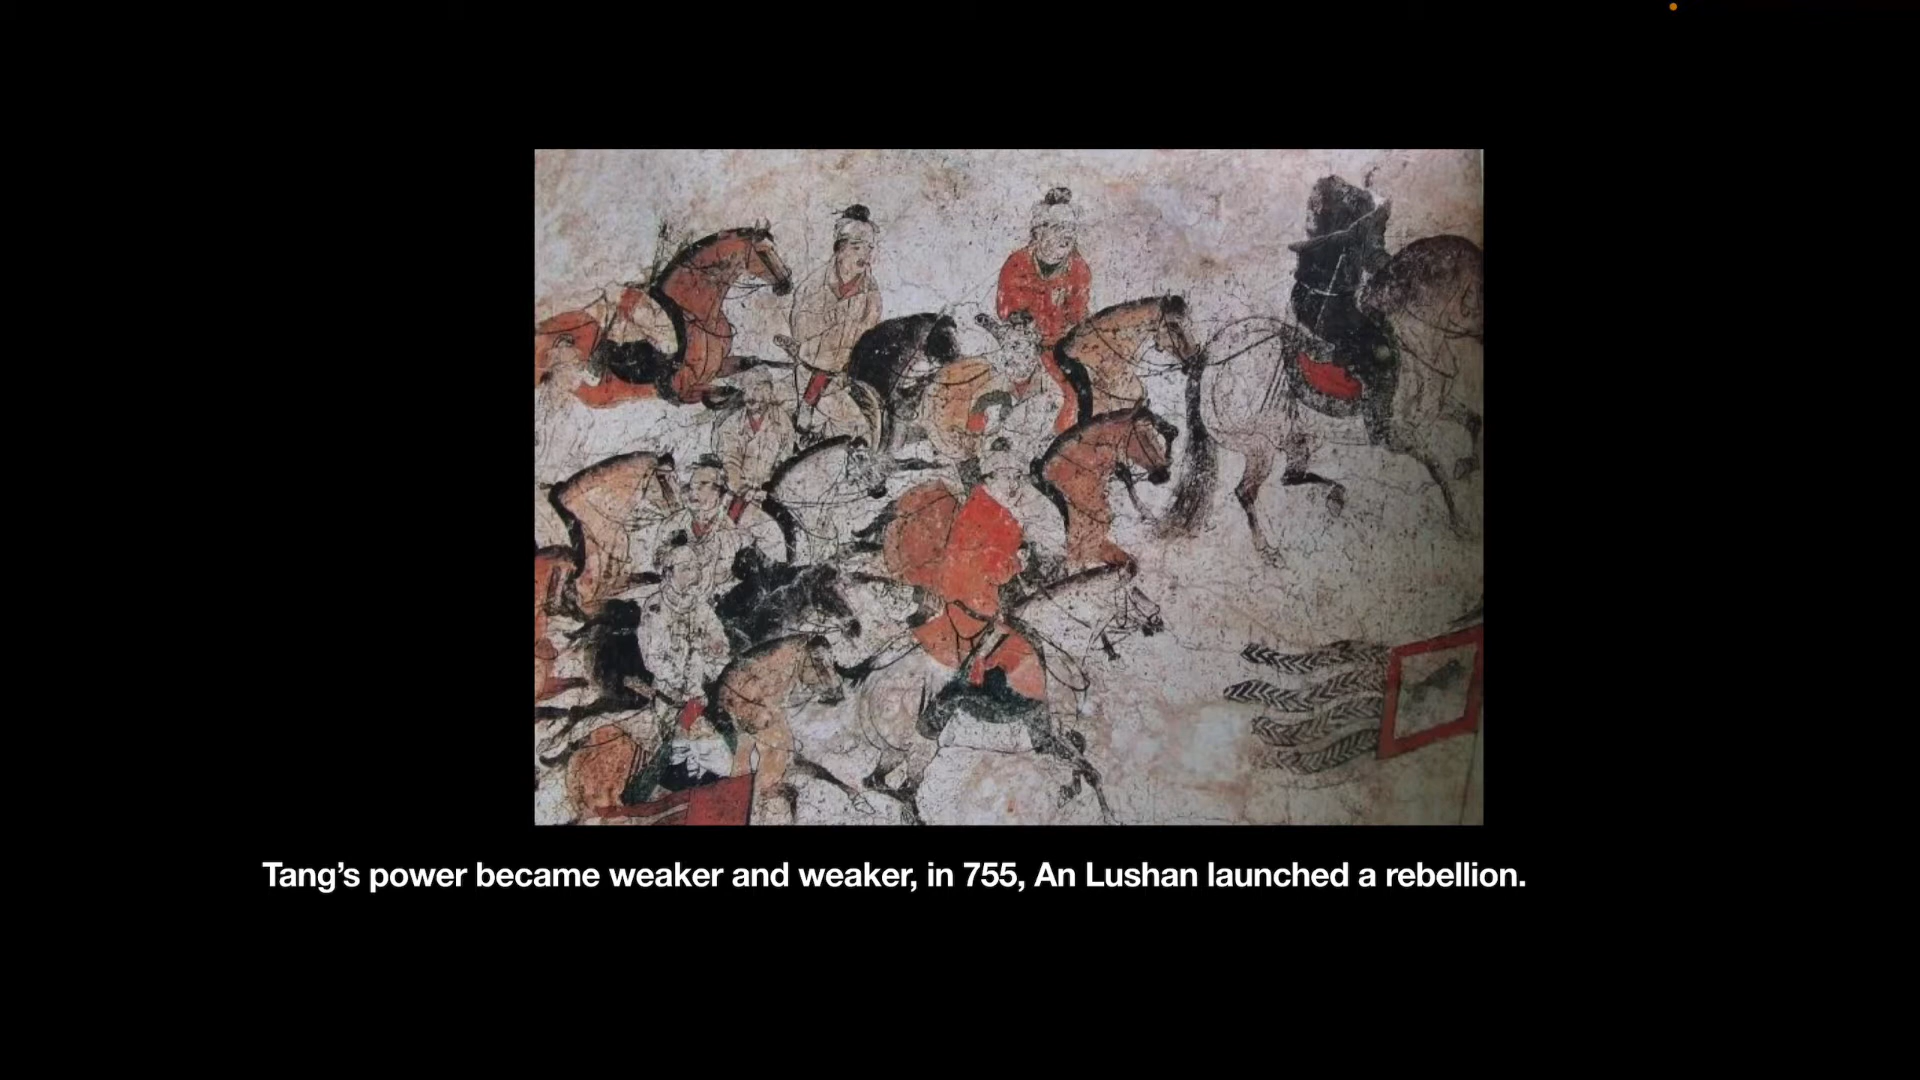 Tang’s power became weaker and weaker, in 755, An Lushan launched a rebellion.